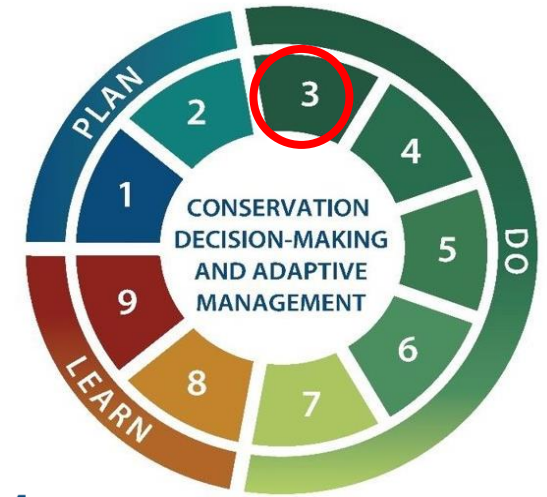 PLAN
DO
LEARN
1
2
3
4
5
6
7
8
9
CONSERVATION
DECISION-MAKING
AND ADAPTIVE
MANAGEMENT